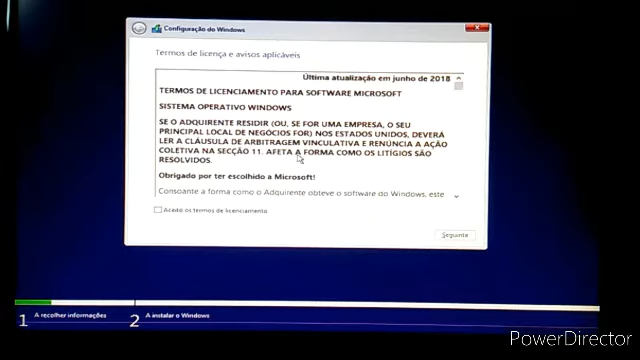 Configuração do Windows
Termos de licença e avisos aplicáveis
Última atualização em junho de 2018
TERMOS DE LICENCIAMENTO PARA SOFTWARE MICROSOFT
SISTEMA OPERATIVO WINDOWS
SE O ADQUIRENTE RESIDIR (OU, SE FOR UMA EMPRESA, O SEU
PRINCIPAL LOCAL DE NEGÓCIOS FOR) NOS ESTADOS UNIDOS, DEVERÁ
LER A CLÁUSULA DE ARBITRAGEM VINCULATIVA E RENÚNCIA A AÇÃO
COLETIVA NA SECÇÃO 11. AFETA A FORMA COMO OS LITÍGIOS SÃO
RESOLVIDOS.
Obrigado por ter escolhido a Microsoft!
Consoante a forma como o Adquirente obteve o software do Windows, este
Aceito os termos de licenciamento
Seguinte
1 A recolher informações 2 A instalar o Windows
PowerDirector